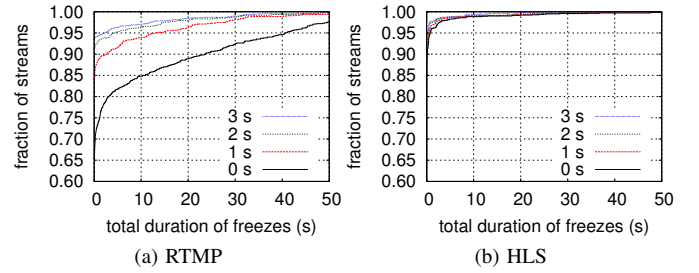 fraction of streams
1.00
0.95
0.90
0.85
0.80
0.75
0.70
0.65
0.60
3 s
2 s
1 s
0 s
0 10 20 30 40 50
total duration of freezes (s)
(a) RTMP
fraction of streams
1.00
0.95
0.90
0.85
0.80
0.75
0.70
0.65
0.60
3 s
2 s
1 s
0 s
0 10 20 30 40 50
total duration of freezes (s)
(b) HLS